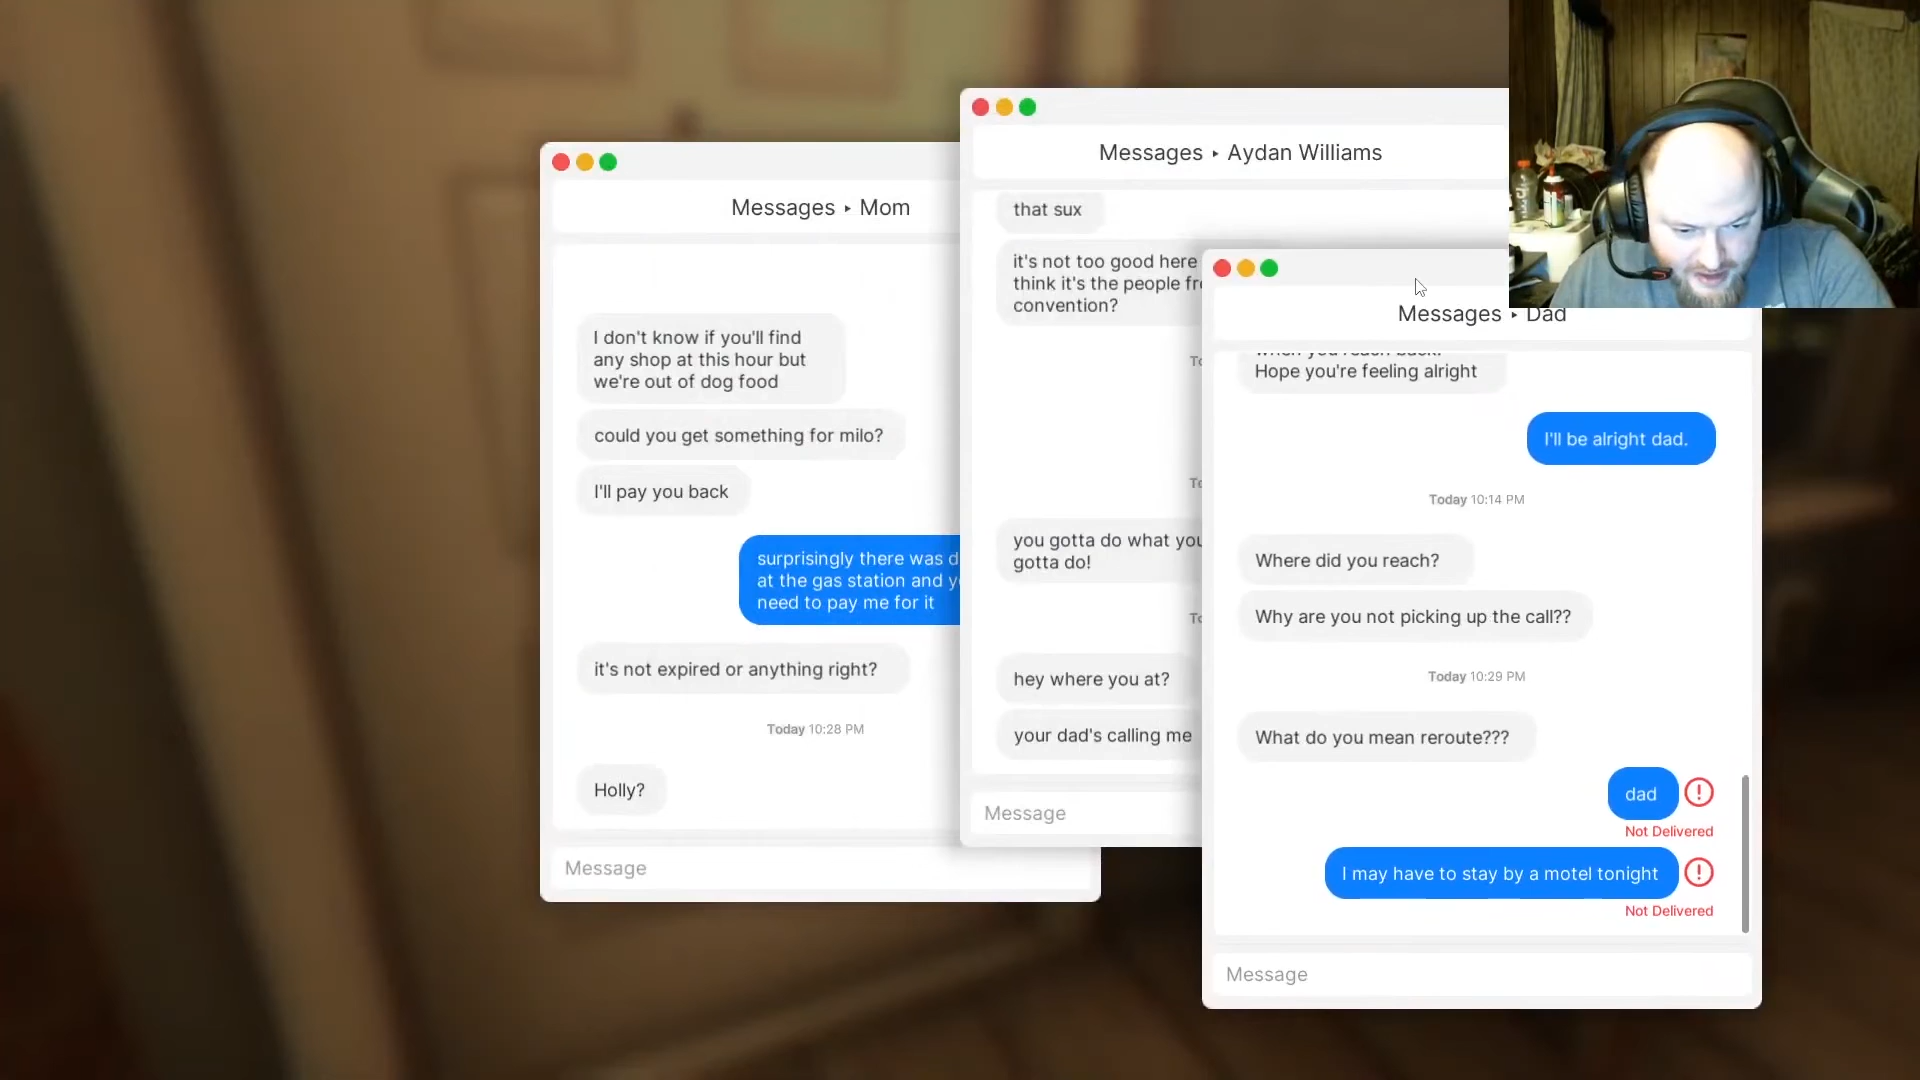 Messages ▸ Mom
I don't know if you'll find
any shop at this hour but
we're out of dog food
could you get something for milo?
I'll pay you back
surprisingly there was
at the gas station and
need to pay me for it
it's not expired or anything right?
Today 10:28 PM
Holly?
Message
Messages ▸ Aydan Williams
that sux
it's not too good here
think it's the people
convention?
you gotta do what you
gotta do!
hey where you at?
your dad's calling me
Message
Messages ▸ Dad
when you reach back.
Hope you're feeling alright
I'll be alright dad.
Today 10:14 PM
Where did you reach?
Why are you not picking up the call??
Today 10:29 PM
What do you mean reroute???
dad
Not Delivered
I may have to stay by a motel tonight
Not Delivered
Message